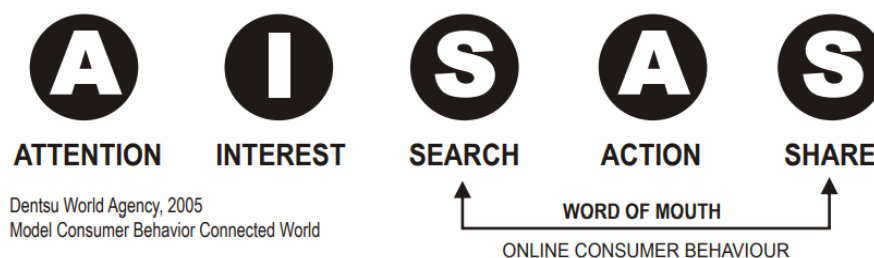 A I S A S
ATTENTION INTEREST SEARCH ACTION SHARE
Dentsu World Agency, 2005
Model Consumer Behavior Connected World
WORD OF MOUTH
ONLINE CONSUMER BEHAVIOUR